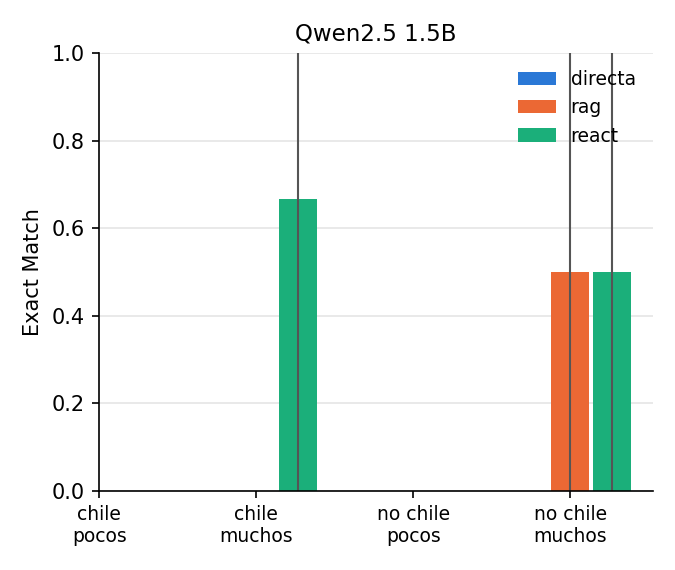 Qwen2.5 1.5B
1.0
0.8
0.6
0.4
0.2
0.0
Exact Match
directa
rag
react
chile
pocos
chile
muchos
no chile
pocos
no chile
muchos